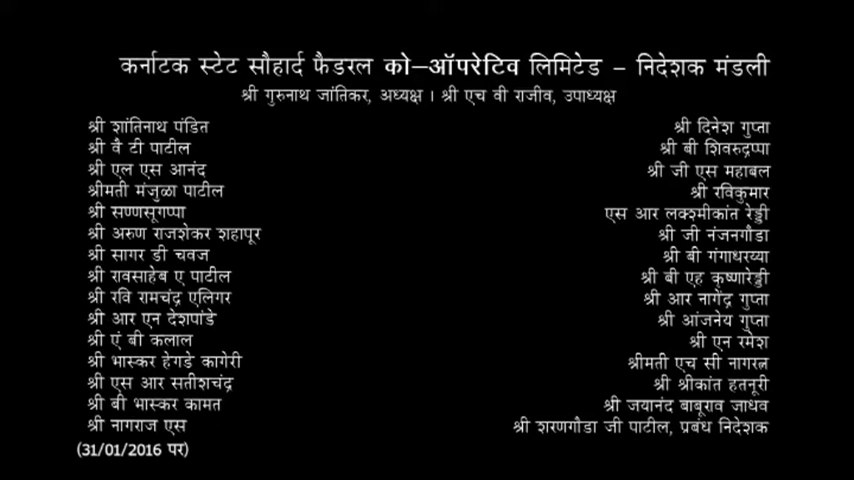 कर्नाटक स्टेट सौहार्द फैडरल को–ऑपरेटिव लिमिटेड – निदेशक मंडली
श्री गुरुनाथ जांतिकर, अध्यक्ष । श्री एच वी राजीव, उपाध्यक्ष
श्री शांतिनाथ पंडित
श्री वै टी पाटील
श्री एल एस आनंद
श्रीमती मंजुळा पाटील
श्री सण्णसूगप्पा
श्री अरुण राजशेकर शहापूर
श्री सागर डी चवज
श्री रावसाहेब ए पाटील
श्री रवि रामचंद्र एलिगर
श्री आर एन देशपांडे
श्री एं बी कलाल
श्री भास्कर हेगडे कागेरी
श्री एस आर सतीशचंद्र
श्री बी भास्कर कामत
श्री नागराज एस
(31/01/2016 पर)
श्री दिनेश गुप्ता
श्री बी शिवरुद्रप्पा
श्री जी एस महाबल
श्री रविकुमार
एस आर लक्श्मीकांत रेड्डी
श्री जी नंजनगौडा
श्री बी गंगाधरय्या
श्री बी एह कृष्णारेड्डी
श्री आर नागेंद्र गुप्ता
श्री आंजनेय गुप्ता
श्री एन रमेश
श्रीमती एच सी नागरत्न
श्री श्रीकांत हतनूरी
श्री जयानंद बाबूराव जाधव
श्री शरणगौडा जी पाटील, प्रबंध निदेशक